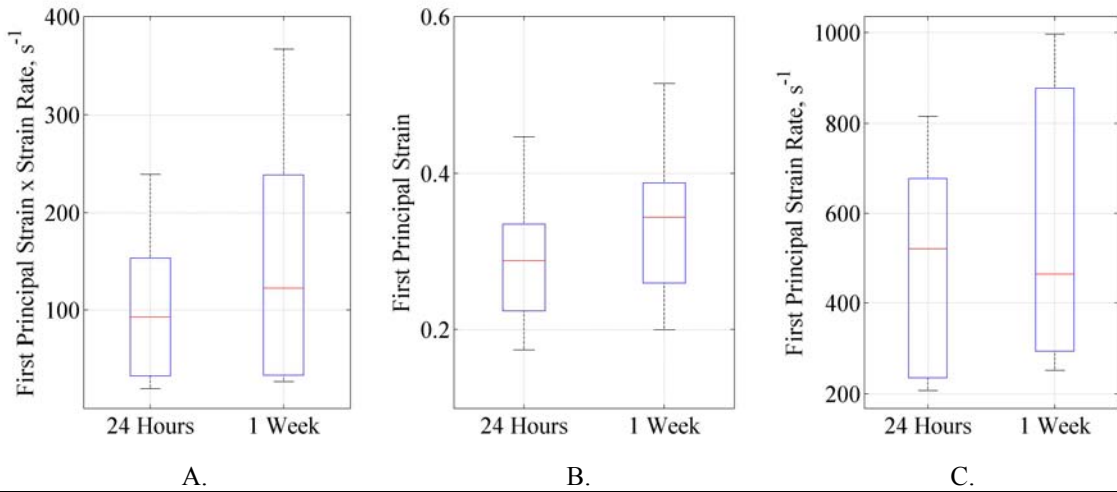 First Principal Strain x Strain Rate, s⁻¹
400
300
200
100
24 Hours
1 Week
A.
First Principal Strain
0.6
0.4
0.2
24 Hours
1 Week
B.
First Principal Strain Rate, s⁻¹
1000
800
600
400
200
24 Hours
1 Week
C.